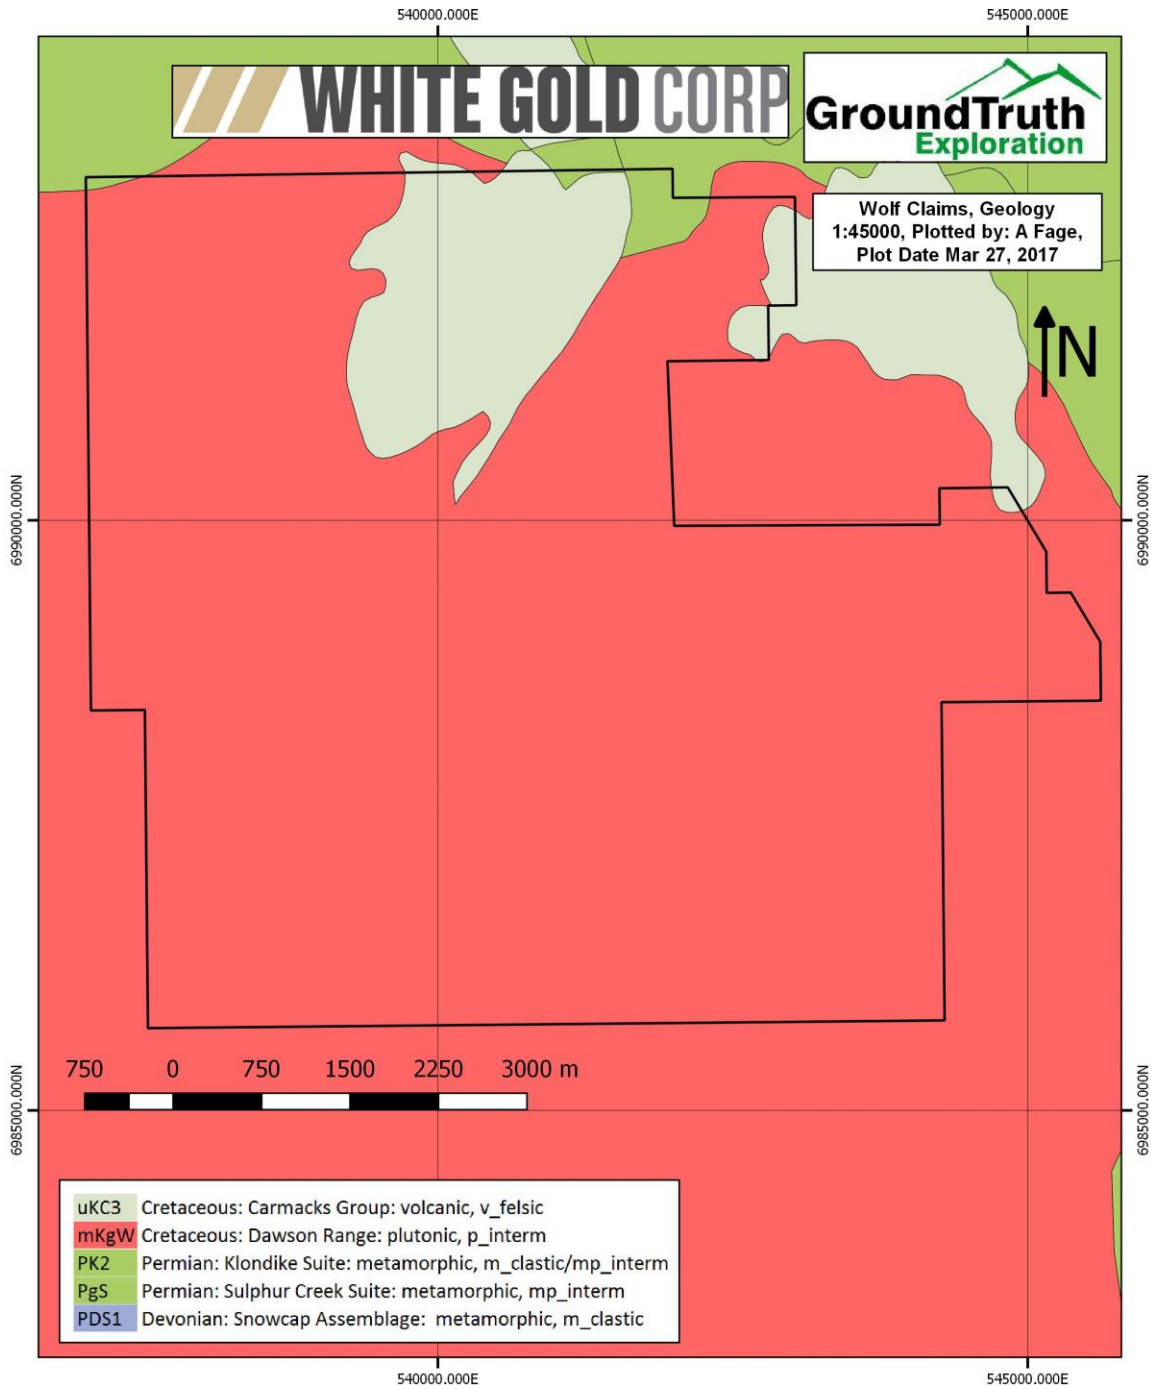 540000.000E 545000.000E
WHITE GOLD CORP
GroundTruth
Exploration
Wolf Claims, Geology
1:45000, Plotted by: A Fage,
Plot Date Mar 27, 2017
N
6990000.000N 6990000.000N
750 0 750 1500 2250 3000 m
6985000.000N 6985000.000N
uKC3 Cretaceous: Carmacks Group: volcanic, v_felsic
mKgW Cretaceous: Dawson Range: plutonic, p_interm
PK2 Permian: Klondike Suite: metamorphic, m_clastic/mp_interm
PgS Permian: Sulphur Creek Suite: metamorphic, mp_interm
PDS1 Devonian: Snowcap Assemblage: metamorphic, m_clastic
540000.000E 545000.000E